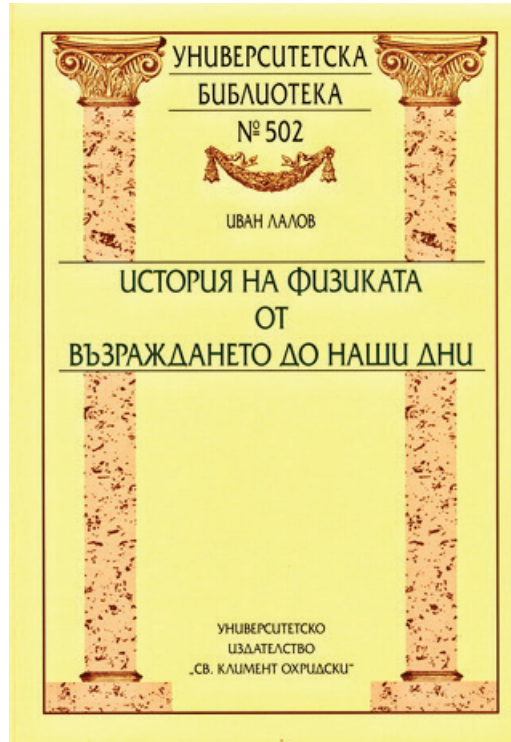 УНИВЕРСИТЕТСКА
БИБЛИОТЕКА
№ 502
ИВАН ЛАЛОВ
ИСТОРИЯ НА ФИЗИКАТА
ОТ
ВЪЗРАЖДАНЕТО ДО НАШИ ДНИ
УНИВЕРСИТЕТСКО
ИЗДАТЕЛСТВО
„СВ. КЛИМЕНТ ОХРИДСКИ“